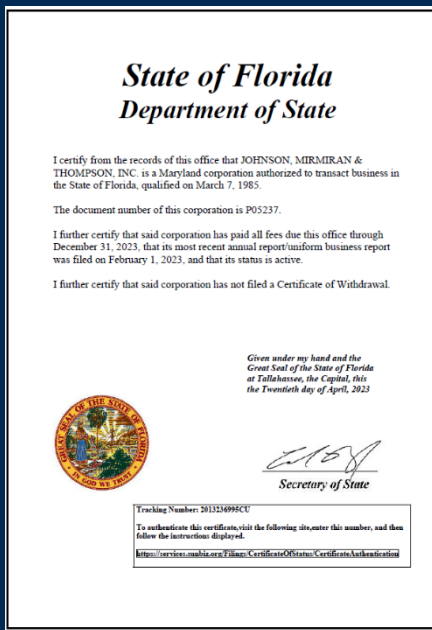 State of Florida
Department of State
I certify from the records of this office that JOHNSON, MIRMIRAN &
THOMPSON, INC. is a Maryland corporation authorized to transact business in
the State of Florida, qualified on March 7, 1985.
The document number of this corporation is P05237.
I further certify that said corporation has paid all fees due this office through
December 31, 2023, that its most recent annual report/uniform business report
was filed on February 1, 2023, and that its status is active.
I further certify that said corporation has not filed a Certificate of Withdrawal.
Given under my hand and the
Great Seal of the State of Florida
at Tallahassee, the Capital, this
the Twentieth day of April, 2023
GREAT SEAL OF THE STATE OF FLORIDA
IN GOD WE TRUST
Secretary of State
Tracking Number: 2013236995CU
To authenticate this certificate,visit the following site,enter this number, and then
follow the instructions displayed.
https://services.sunbiz.org/Filings/CertificateOfStatus/CertificateAuthentication